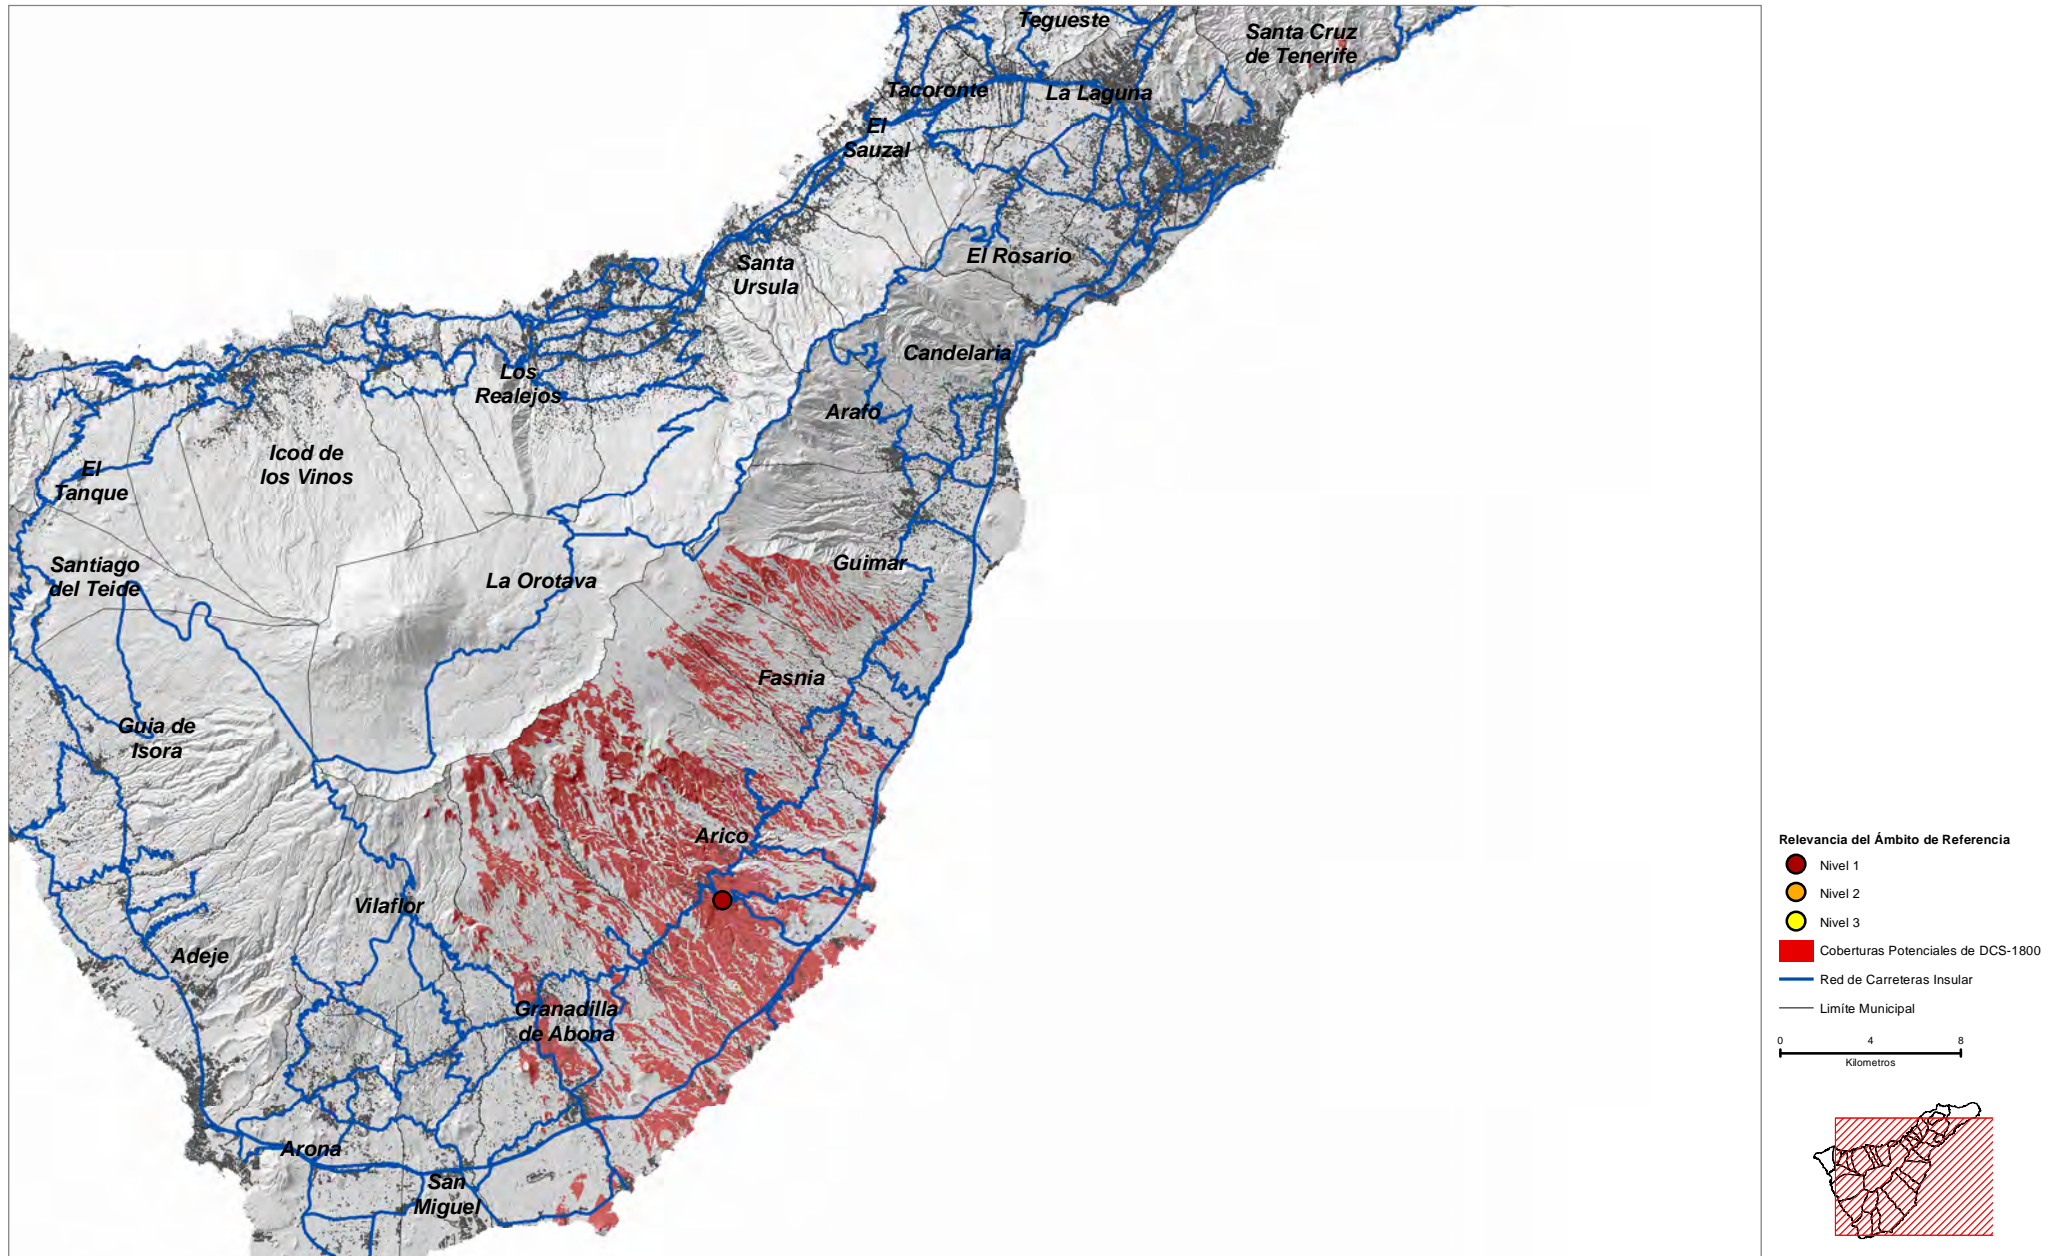 Tegueste
Santa Cruz
de Tenerife
Tacoronte
La Laguna
El
Sauzal
El Rosario
Santa
Ursula
Candelaria
Los
Realejos
Arafo
Icod de
los Vinos
El
Tanque
Guimar
Santiago
del Teide
La Orotava
Fasnia
Guia de
Isora
Arico
Vilaflor
Adeje
Granadilla
de Abona
Arona
San
Miguel
Relevancia del Ámbito de Referencia
Nivel 1
Nivel 2
Nivel 3
Coberturas Potenciales de DCS-1800
Red de Carreteras Insular
Limíte Municipal
0 4 8
Kilometros